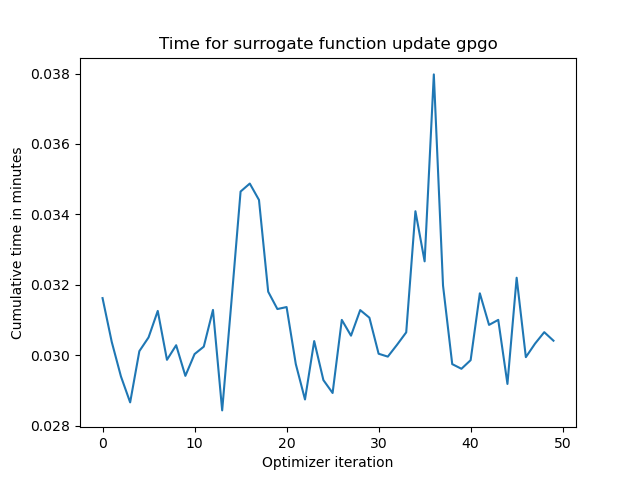 Time for surrogate function update gpgo
0.038
0.036
0.034
0.032
0.030
0.028
Cumulative time in minutes
0 10 20 30 40 50
Optimizer iteration